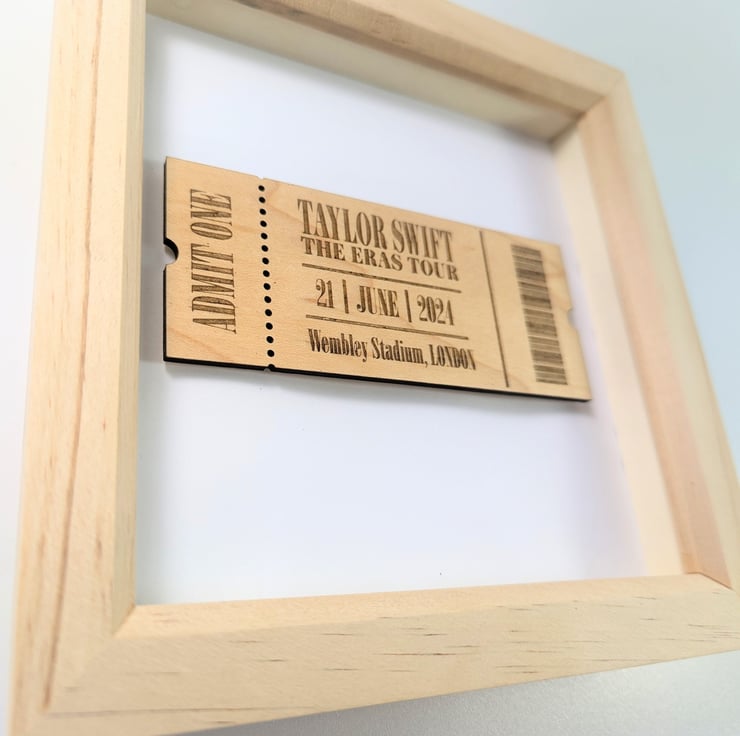 ADMIT ONE
TAYLOR SWIFT
THE ERAS TOUR
21 | JUNE | 2024
Wembley Stadium, LONDON